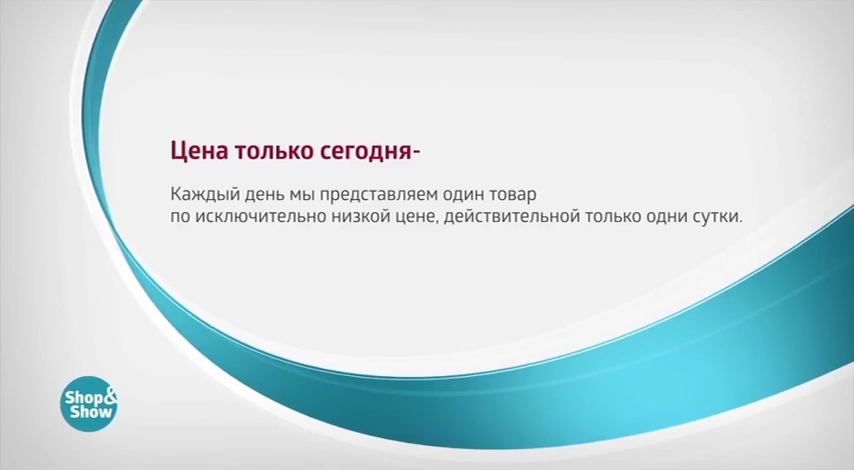 Цена только сегодня-
Каждый день мы представляем один товар
по исключительно низкой цене, действительной только одни сутки.
Shop&
Show